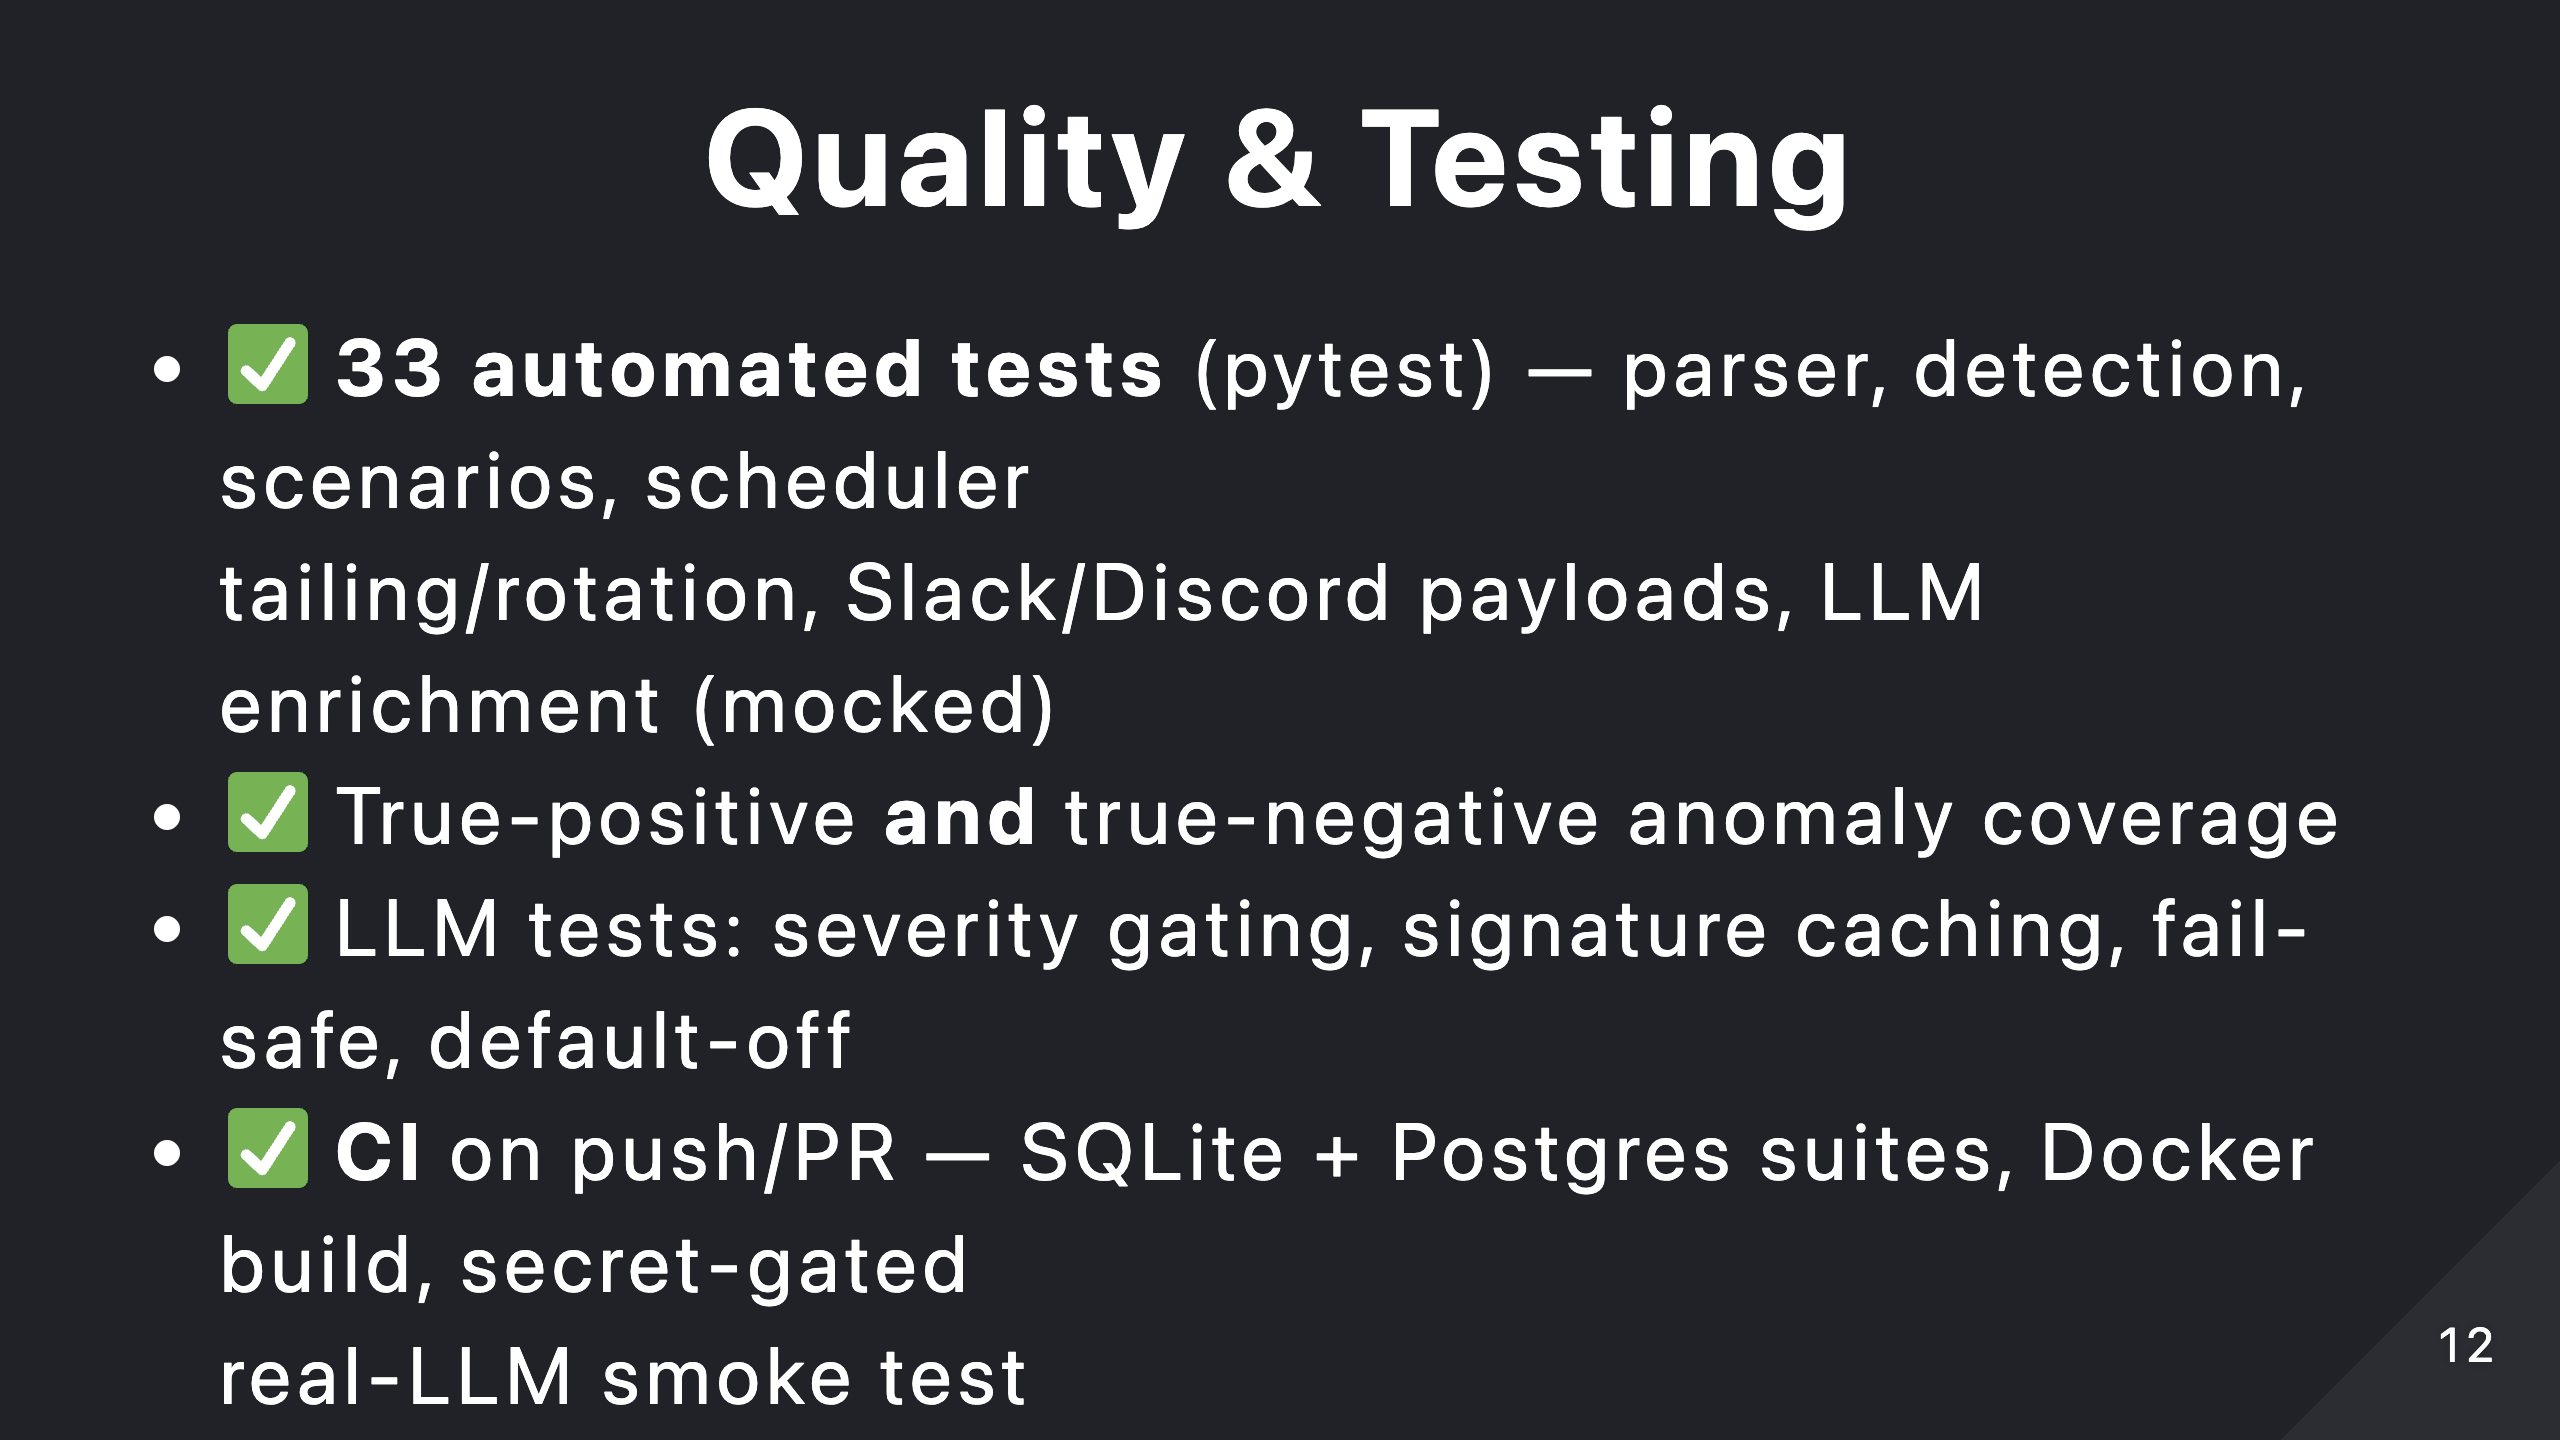 Quality & Testing
• ✅ 33 automated tests (pytest) — parser, detection,
scenarios, scheduler
tailing/rotation, Slack/Discord payloads, LLM
enrichment (mocked)
• ✅ True-positive and true-negative anomaly coverage
• ✅ LLM tests: severity gating, signature caching, fail-
safe, default-off
• ✅ CI on push/PR — SQLite + Postgres suites, Docker
build, secret-gated
real-LLM smoke test
12